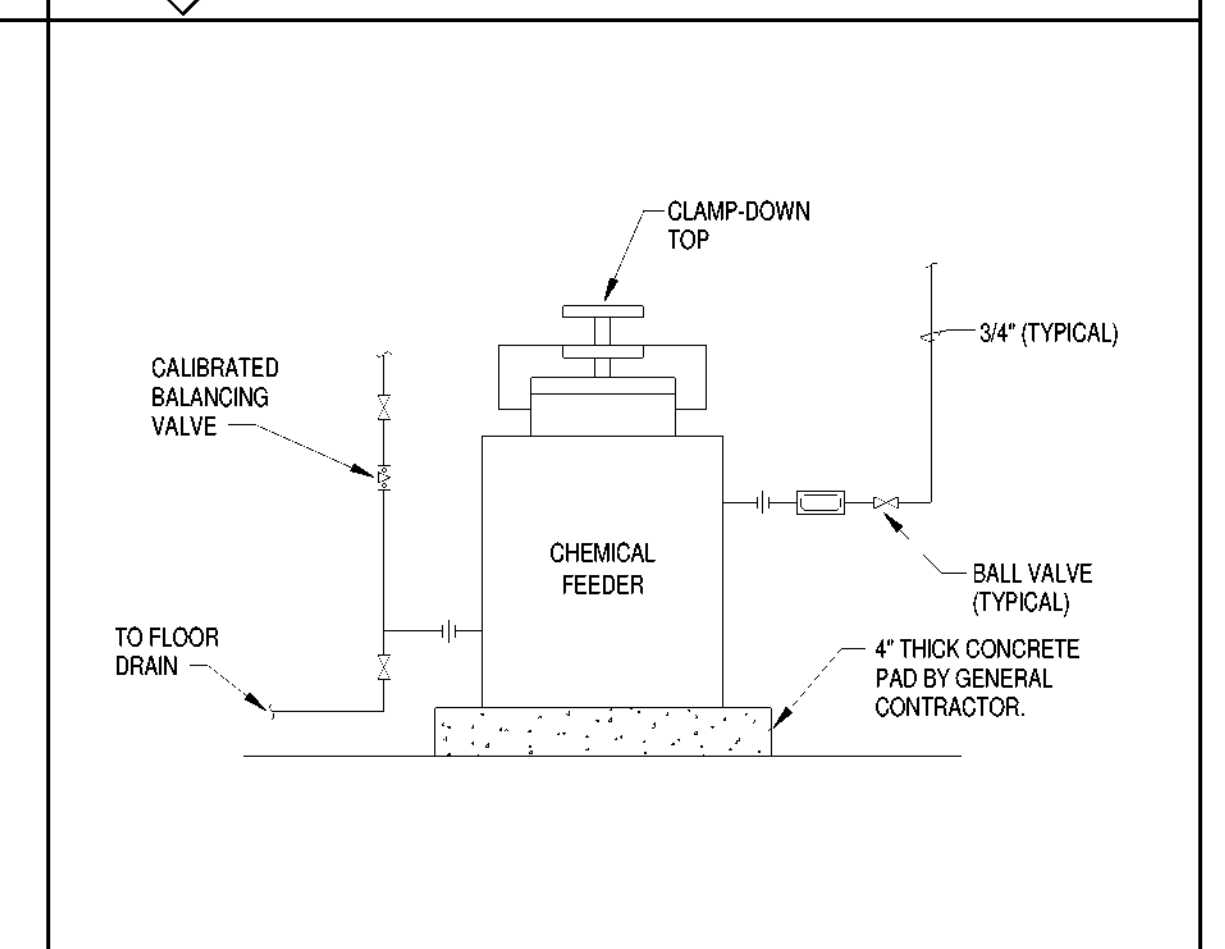 CLAMP-DOWN
TOP
3/4" (TYPICAL)
CALIBRATED
BALANCING
VALVE
CHEMICAL
FEEDER
BALL VALVE
(TYPICAL)
TO FLOOR
DRAIN
4" THICK CONCRETE
PAD BY GENERAL
CONTRACTOR.